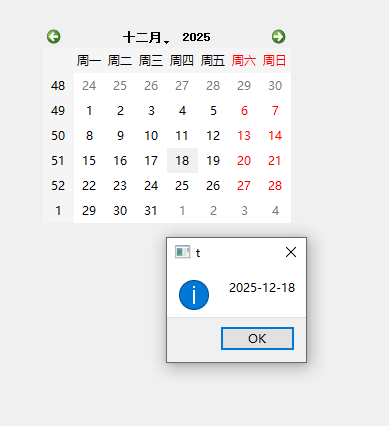 十二月 2025
周一 周二 周三 周四 周五 周六 周日
48 24 25 26 27 28 29 30
49 1 2 3 4 5 6 7
50 8 9 10 11 12 13 14
51 15 16 17 18 19 20 21
52 22 23 24 25 26 27 28
1 29 30 31 1 2 3 4
t
2025-12-18
OK